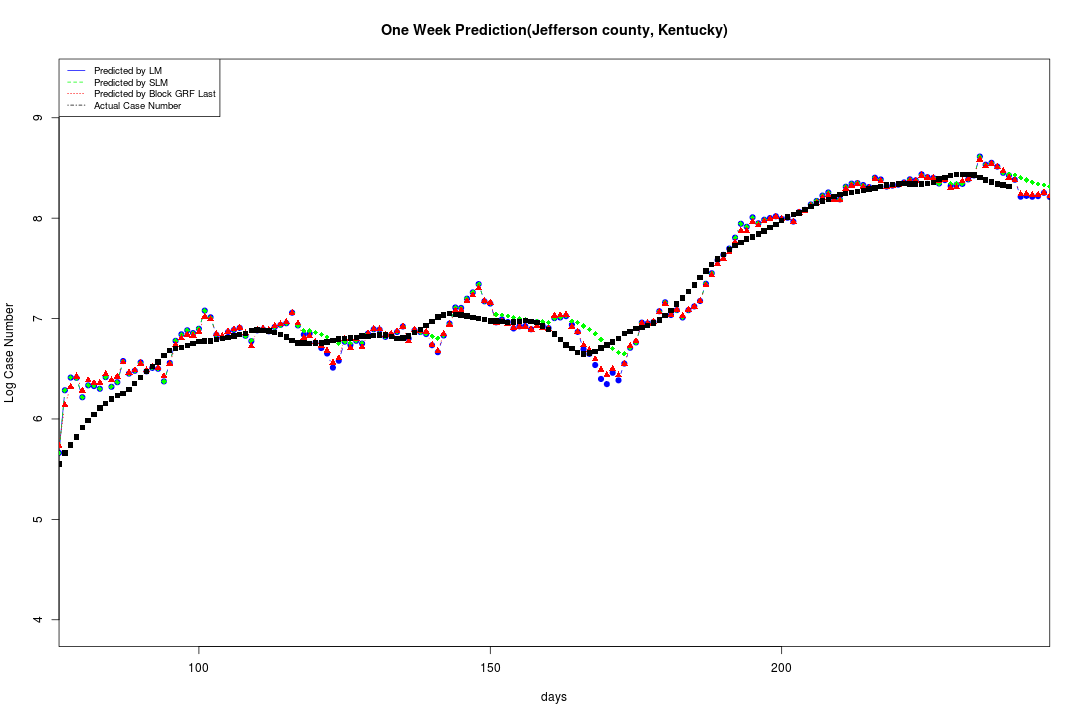 One Week Prediction(Jefferson county, Kentucky)
Predicted by LM
Predicted by SLM
Predicted by Block GRF Last
Actual Case Number
Log Case Number
9
8
7
6
5
4
100 150 200
days